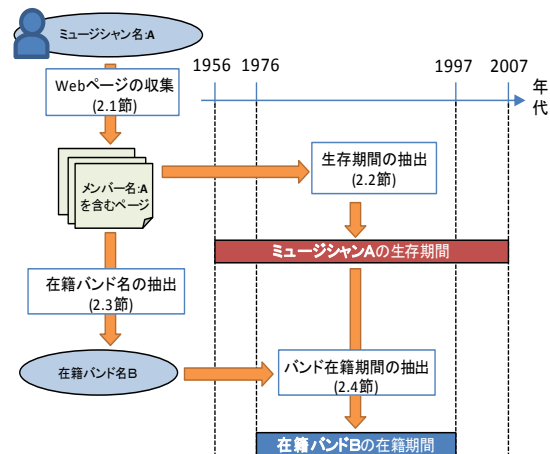 ミュージシャン名:A
Webページの収集
(2.1節)
1956 1976 1997 2007
年
代
生存期間の抽出
(2.2節)
メンバー名:A
を含むページ
ミュージシャンAの生存期間
在籍バンド名の抽出
(2.3節)
在籍バンド名B
バンド在籍期間の抽出
(2.4節)
在籍バンドBの在籍期間